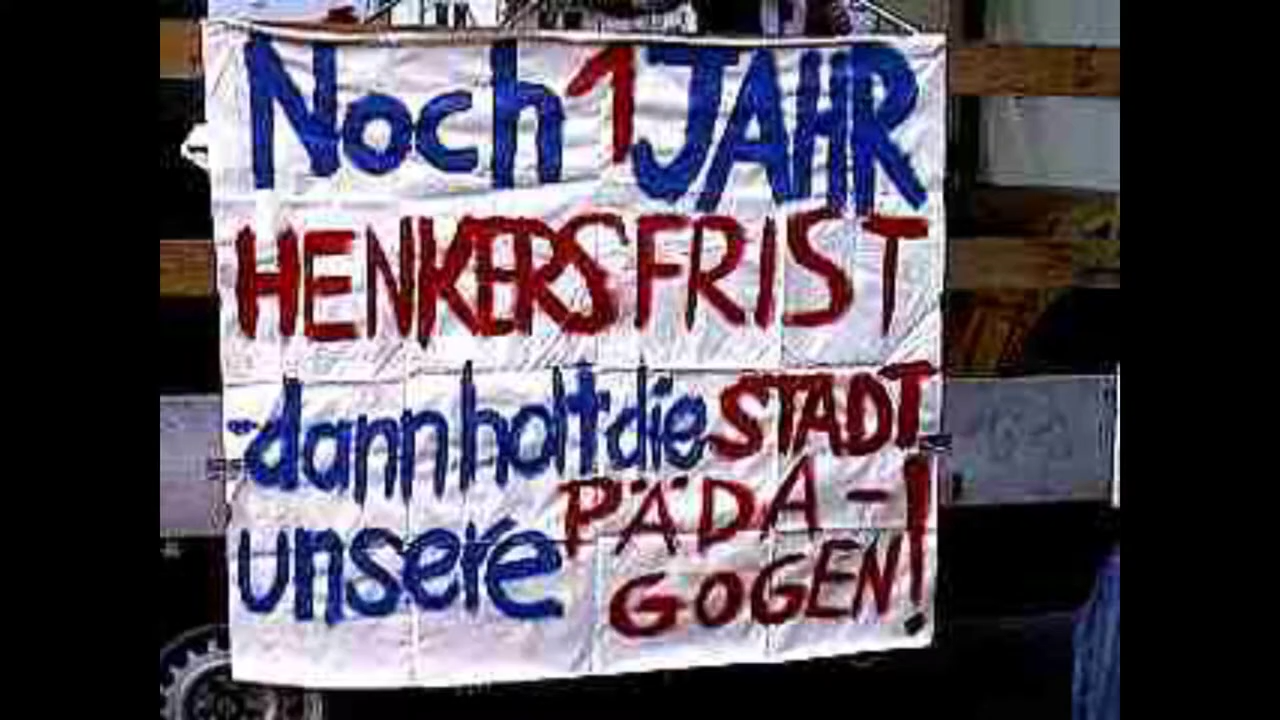 Noch 1 JAHR
HENKERSFRIST
-dann holt die STADT
unsere PÄDA-
GOGEN!